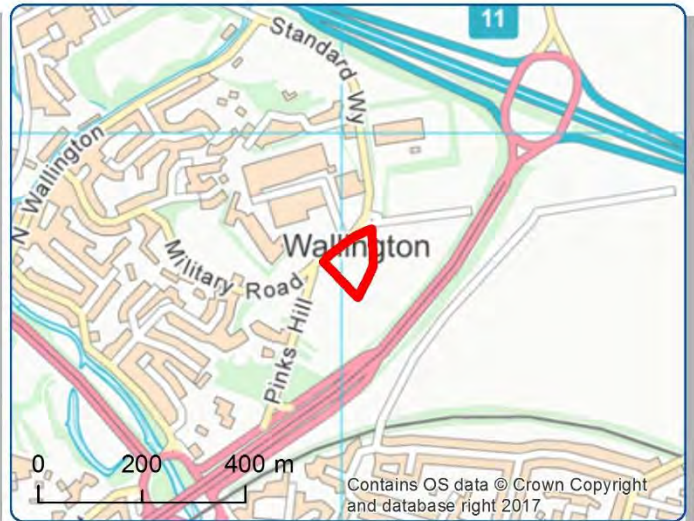 11
Standard Wy
N Wallington
Wallington
Military Road
Pinks Hill
0 200 400 m
Contains OS data © Crown Copyright
and database right 2017